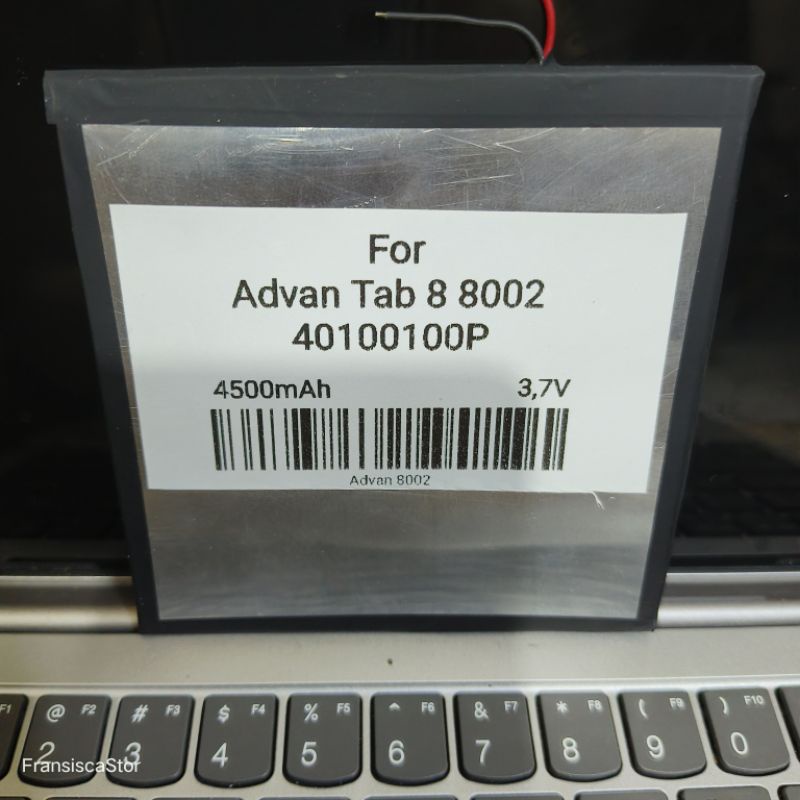 For
Advan Tab 8 8002
40100100P
4500mAh 3,7V
Advan 8002
F1 @ F2 # F3 $ F4 % F5 ^ F6 & F7 * F8 ( F9 ) F10
2 3 4 5 6 7 8 9 0
FransiscaStor